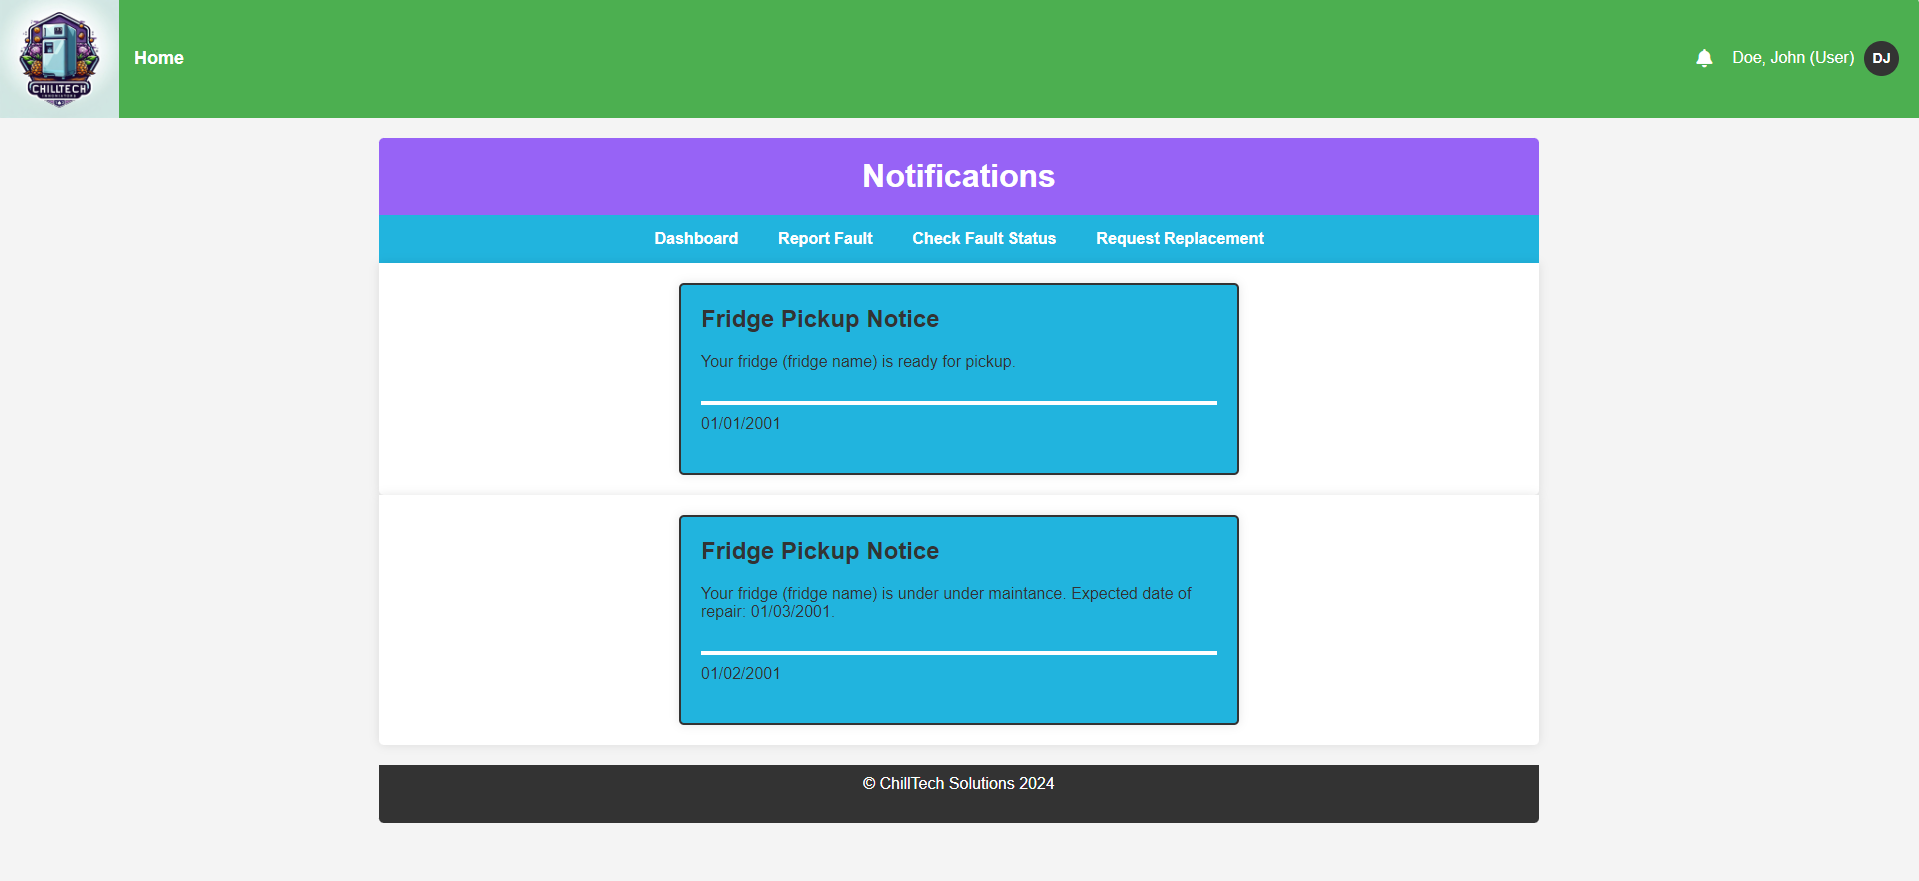 CHILLTECH
Home
Doe, John (User)
DJ
Notifications
Dashboard
Report Fault
Check Fault Status
Request Replacement
Fridge Pickup Notice
Your fridge (fridge name) is ready for pickup.
01/01/2001
Fridge Pickup Notice
Your fridge (fridge name) is under under maintance. Expected date of
repair: 01/03/2001.
01/02/2001
© ChillTech Solutions 2024